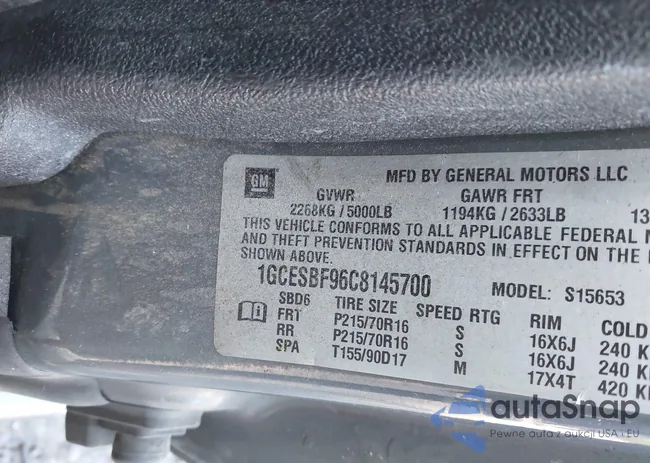 GM
MFD BY GENERAL MOTORS LLC
GVWR GAWR FRT
2268KG / 5000LB 1194KG / 2633LB 13
THIS VEHICLE CONFORMS TO ALL APPLICABLE FEDERAL
AND THEFT PREVENTION STANDARDS IN EFFECT ON THE
SHOWN ABOVE.
1GCESBF96C8145700 MODEL: S15653
SBD6 TIRE SIZE SPEED RTG RIM COLD
FRT P215/70R16 S 16X6J 240
RR P215/70R16 S 16X6J 240
SPA T155/90D17 M 17X4T 420
autoSnap
Pewne auta z aukcji USA i EU